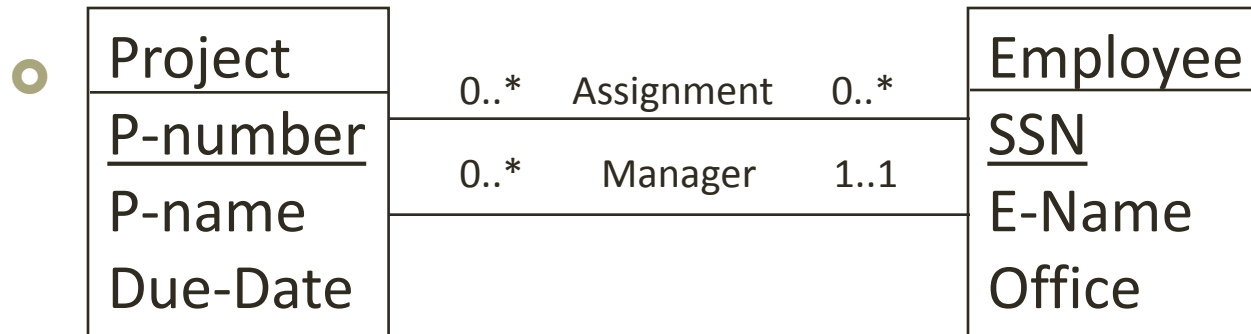 Project
P-number
P-name
Due-Date
0..* Assignment 0..*
0..* Manager 1..1
Employee
SSN
E-Name
Office